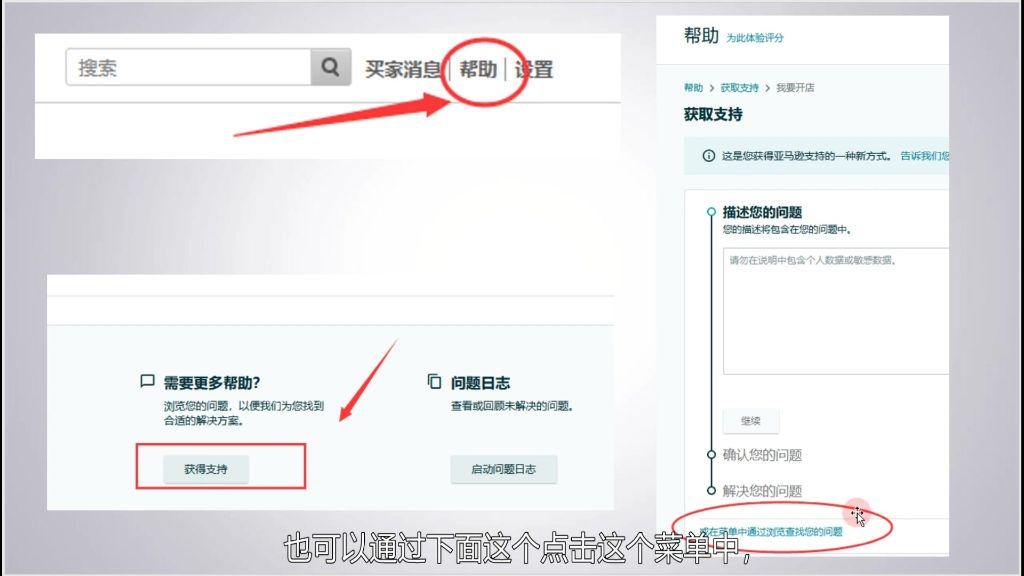 搜索
买家消息 | 帮助 | 设置
需要更多帮助?
浏览您的问题，以便我们为您找到
合适的解决方案。
获得支持
问题日志
查看或回顾未解决的问题。
启动问题日志
帮助 为此体验评分
帮助 > 获取支持 > 我要开店
获取支持
这是您获得亚马逊支持的一种新方式。 告诉我们您
描述您的问题
您的描述将包含在您的问题中。
请勿在说明中包含个人数据或敏感数据。
继续
确认您的问题
解决您的问题
或在菜单中通过浏览查找您的问题
也可以通过下面这个点击这个菜单中，